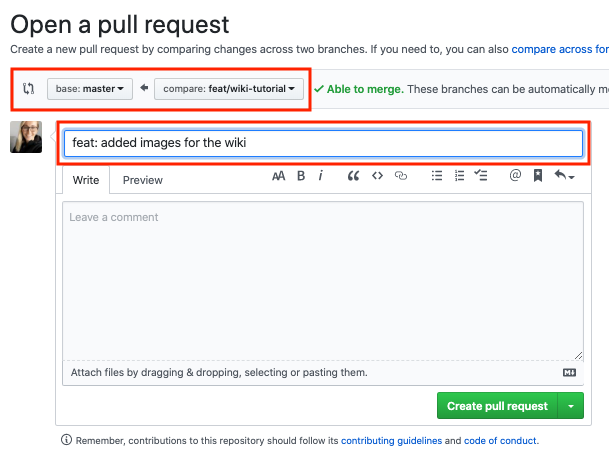 Open a pull request
Create a new pull request by comparing changes across two branches. If you need to, you can also compare across for
base: master compare: feat/wiki-tutorial Able to merge. These branches can be automatically me
feat: added images for the wiki
Write Preview AA B i
Leave a comment
Attach files by dragging & dropping, selecting or pasting them.
Create pull request
Remember, contributions to this repository should follow its contributing guidelines and code of conduct.